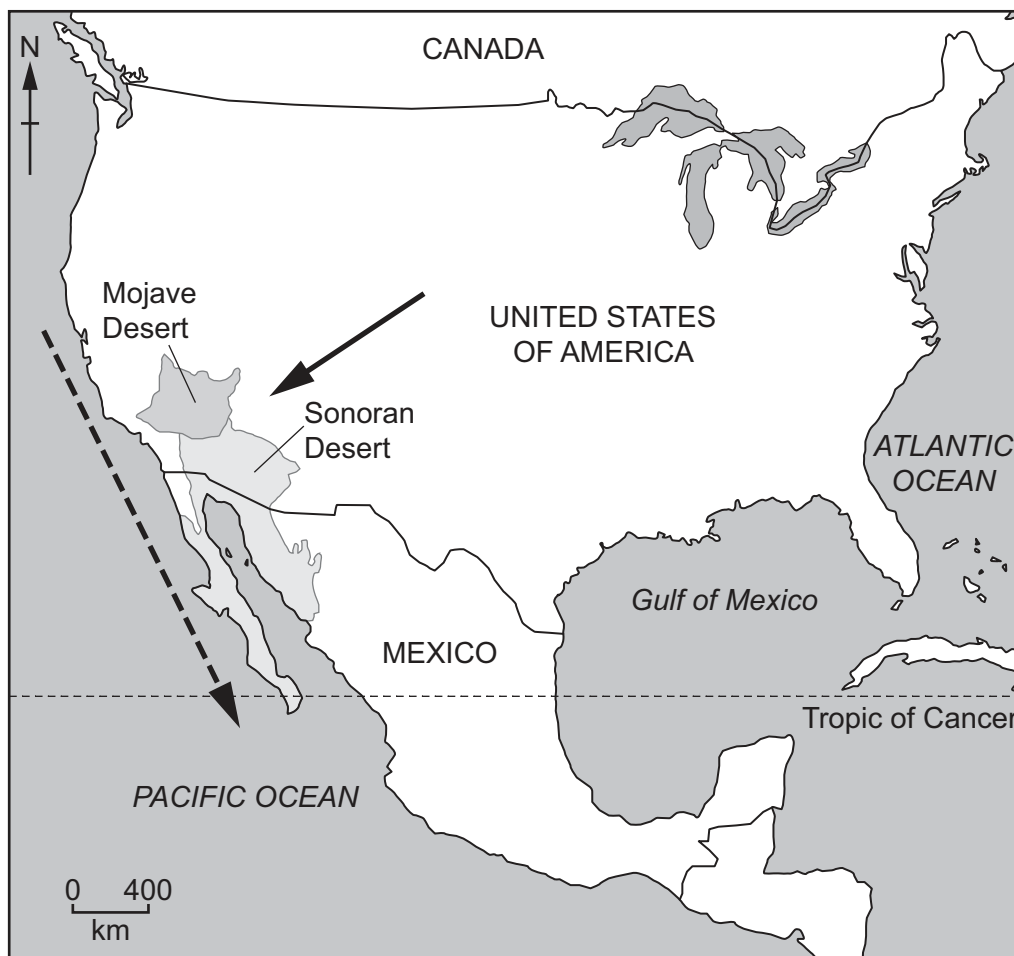 CANADA
N
Mojave
Desert
UNITED STATES
OF AMERICA
Sonoran
Desert
ATLANTIC
OCEAN
Gulf of Mexico
MEXICO
Tropic of Cancer
PACIFIC OCEAN
0 400
km